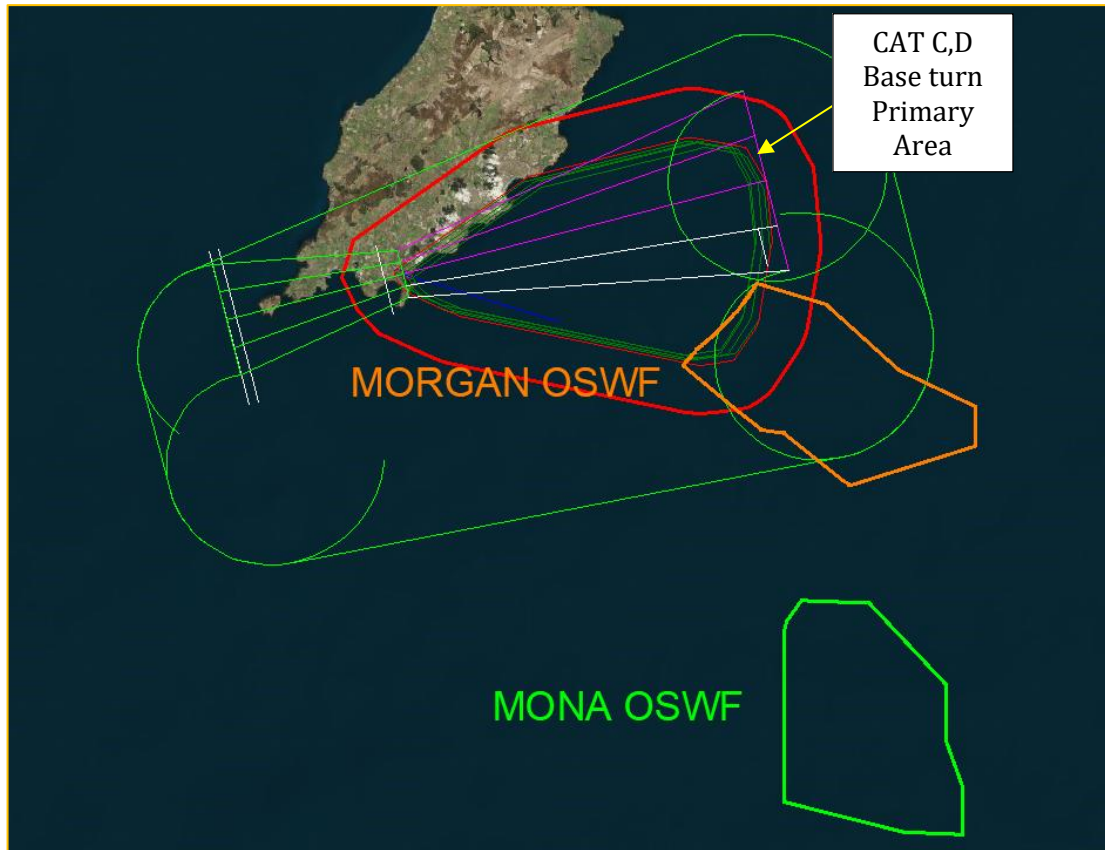 CAT C,D
Base turn
Primary
Area
MORGAN OSWF
MONA OSWF